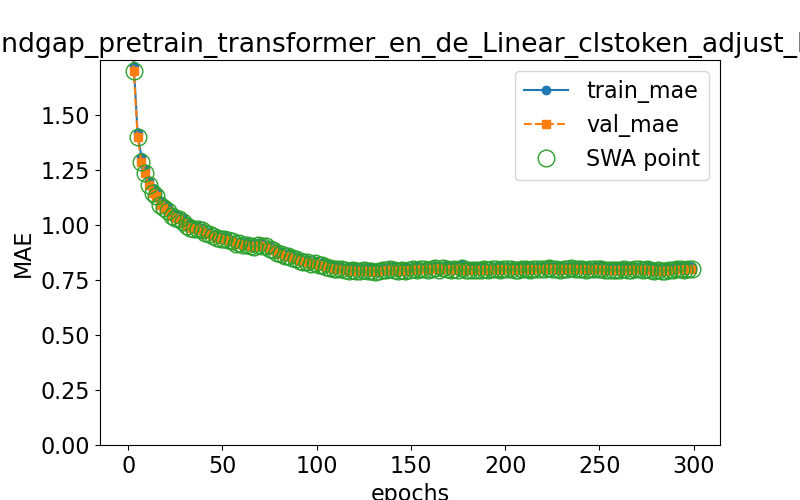 ndgap_pretrain_transformer_en_de_Linear_clstoken_adjust_
train_mae
val_mae
SWA point
MAE
1.50
1.25
1.00
0.75
0.50
0.25
0.00
0 50 100 150 200 250 300
epochs